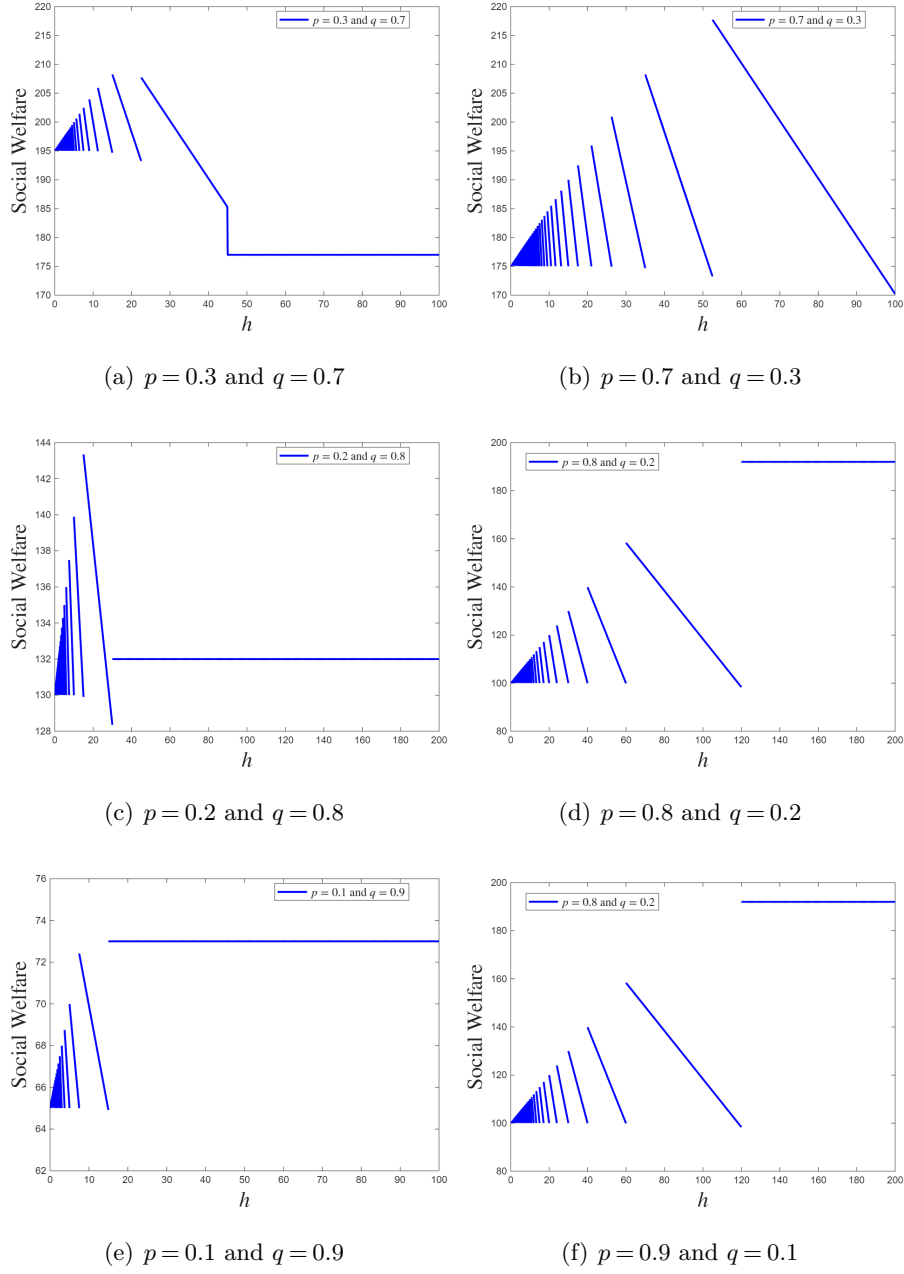 220
215
210
205
200
195
190
185
180
175
170
0 10 20 30 40 50 60 70 80 90 100
Social Welfare
h
p = 0.3 and q = 0.7
(a) p = 0.3 and q = 0.7
220
215
210
205
200
195
190
185
180
175
170
0 10 20 30 40 50 60 70 80 90 100
Social Welfare
h
p = 0.7 and q = 0.3
(b) p = 0.7 and q = 0.3
144
142
140
138
136
134
132
130
128
0 20 40 60 80 100 120 140 160 180 200
Social Welfare
h
p = 0.2 and q = 0.8
(c) p = 0.2 and q = 0.8
200
180
160
140
120
100
80
0 20 40 60 80 100 120 140 160 180 200
Social Welfare
h
p = 0.8 and q = 0.2
(d) p = 0.8 and q = 0.2
76
74
72
70
68
66
64
62
0 10 20 30 40 50 60 70 80 90 100
Social Welfare
h
p = 0.1 and q = 0.9
(e) p = 0.1 and q = 0.9
200
180
160
140
120
100
80
0 20 40 60 80 100 120 140 160 180 200
Social Welfare
h
p = 0.8 and q = 0.2
(f) p = 0.9 and q = 0.1